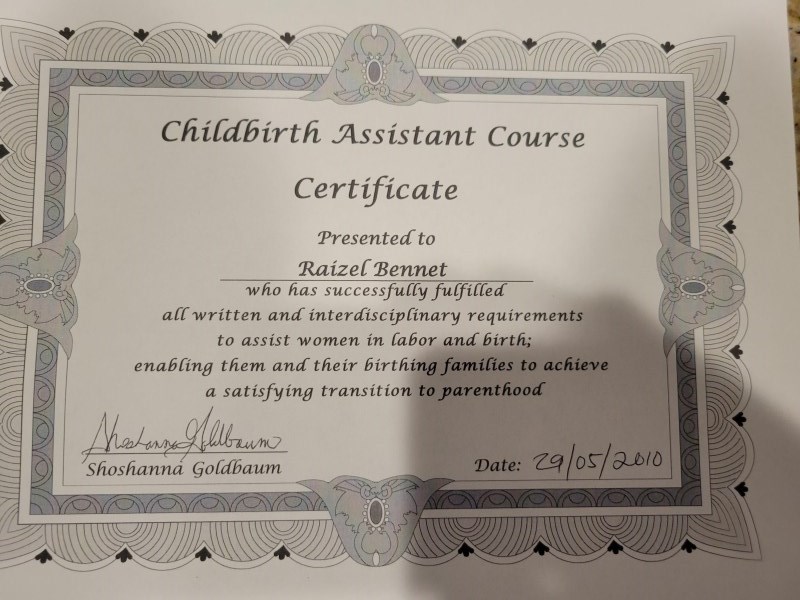 Childbirth Assistant Course
Certificate
Presented to
Raizel Bennet
who has successfully fulfilled
all written and interdisciplinary requirements
to assist women in labor and birth;
enabling them and their birthing families to achieve
a satisfying transition to parenthood
Shoshanna Goldbaum
Shoshanna Goldbaum
Date: 29/05/2010